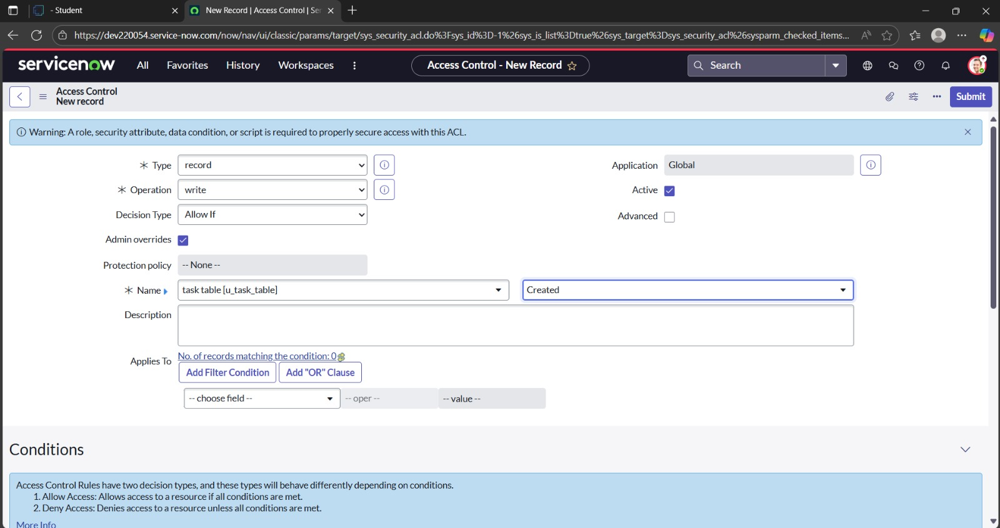 - Student
New Record | Access Control | Ser
https://dev220054.service-now.com/now/nav/ui/classic/params/target/sys_security_acl.do%3Fsys_id%3D-1%26sys_is_list%3Dtrue%26sys_target%3Dsys_security_acl%26sysparm_checked_items...
servicenow
All
Favorites
History
Workspaces
Access Control - New Record
Search
Access Control
New record
Submit
Warning: A role, security attribute, data condition, or script is required to properly secure access with this ACL.
Type
record
Application
Global
Operation
write
Active
Decision Type
Allow If
Advanced
Admin overrides
Protection policy
-- None --
Name
task table [u_task_table]
Created
Description
Applies To
No. of records matching the condition: 0
Add Filter Condition
Add "OR" Clause
-- choose field --
-- oper --
-- value --
Conditions
Access Control Rules have two decision types, and these types will behave differently depending on conditions.
1. Allow Access: Allows access to a resource if all conditions are met.
2. Deny Access: Denies access to a resource unless all conditions are met.
More Info